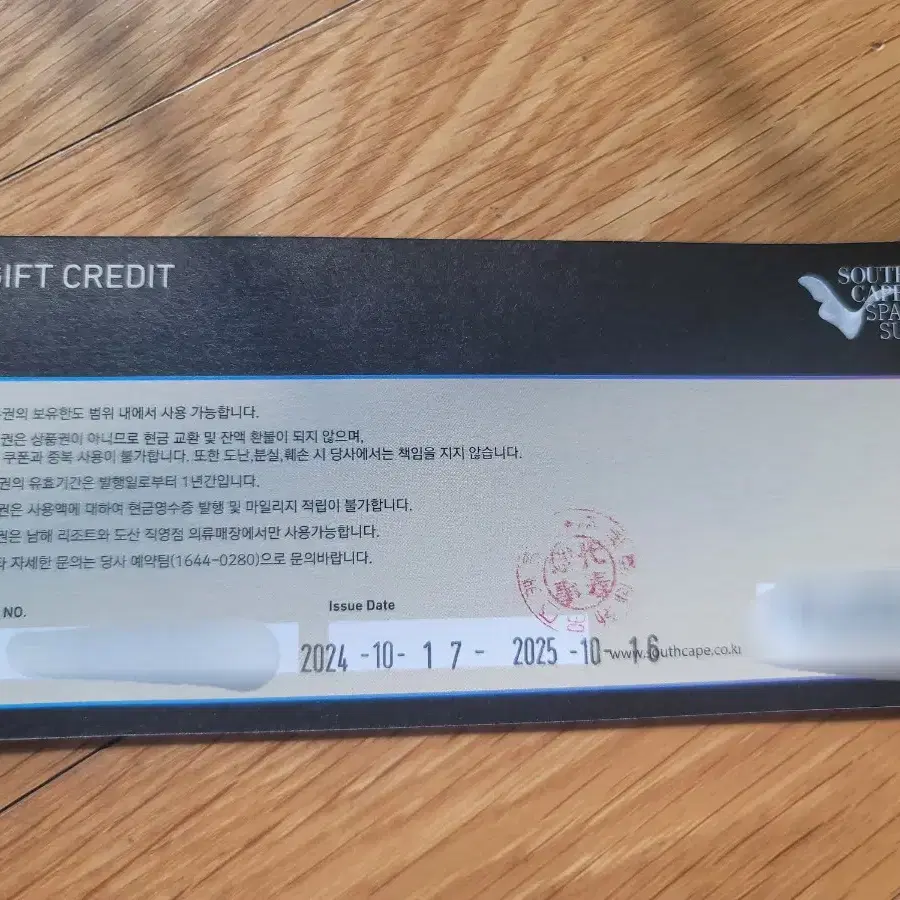 GIFT CREDIT
SOUTH
CAPE
SPA
SU
권의 보유한도 범위 내에서 사용 가능합니다.
권은 상품권이 아니므로 현금 교환 및 잔액 환불이 되지 않으며,
쿠폰과 중복 사용이 불가합니다. 또한 도난,분실,훼손 시 당사에서는 책임을 지지 않습니다.
권의 유효기간은 발행일로부터 1년간입니다.
권은 사용액에 대하여 현금영수증 발행 및 마일리지 적립이 불가합니다.
권은 남해 리조트와 도산 직영점 의류매장에서만 사용가능합니다.
자세한 문의는 당사 예약팀(1644-0280)으로 문의바랍니다.
NO.
Issue Date
2024 -10- 17 - 2025 -10- 16
www.southcape.co.kr